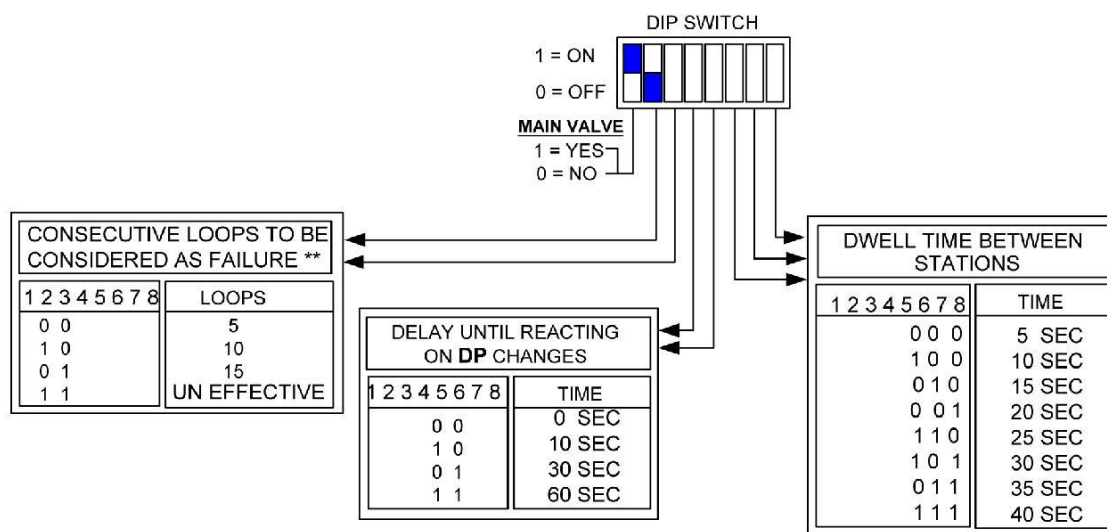 DIP SWITCH
1 = ON
0 = OFF
MAIN VALVE
1 = YES
0 = NO
CONSECUTIVE LOOPS TO BE
CONSIDERED AS FAILURE **
1 2 3 4 5 6 7 8 LOOPS
0 0 5
1 0 10
0 1 15
1 1 UN EFFECTIVE
DELAY UNTIL REACTING
ON DP CHANGES
1 2 3 4 5 6 7 8 TIME
0 0 0 SEC
1 0 10 SEC
0 1 30 SEC
1 1 60 SEC
DWELL TIME BETWEEN
STATIONS
1 2 3 4 5 6 7 8 TIME
0 0 0 5 SEC
1 0 0 10 SEC
0 1 0 15 SEC
0 0 1 20 SEC
1 1 0 25 SEC
1 0 1 30 SEC
0 1 1 35 SEC
1 1 1 40 SEC